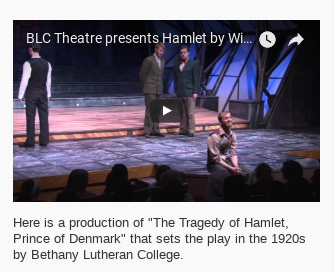 BLC Theatre presents Hamlet by Wi...
Here is a production of "The Tragedy of Hamlet,
Prince of Denmark" that sets the play in the 1920s
by Bethany Lutheran College.